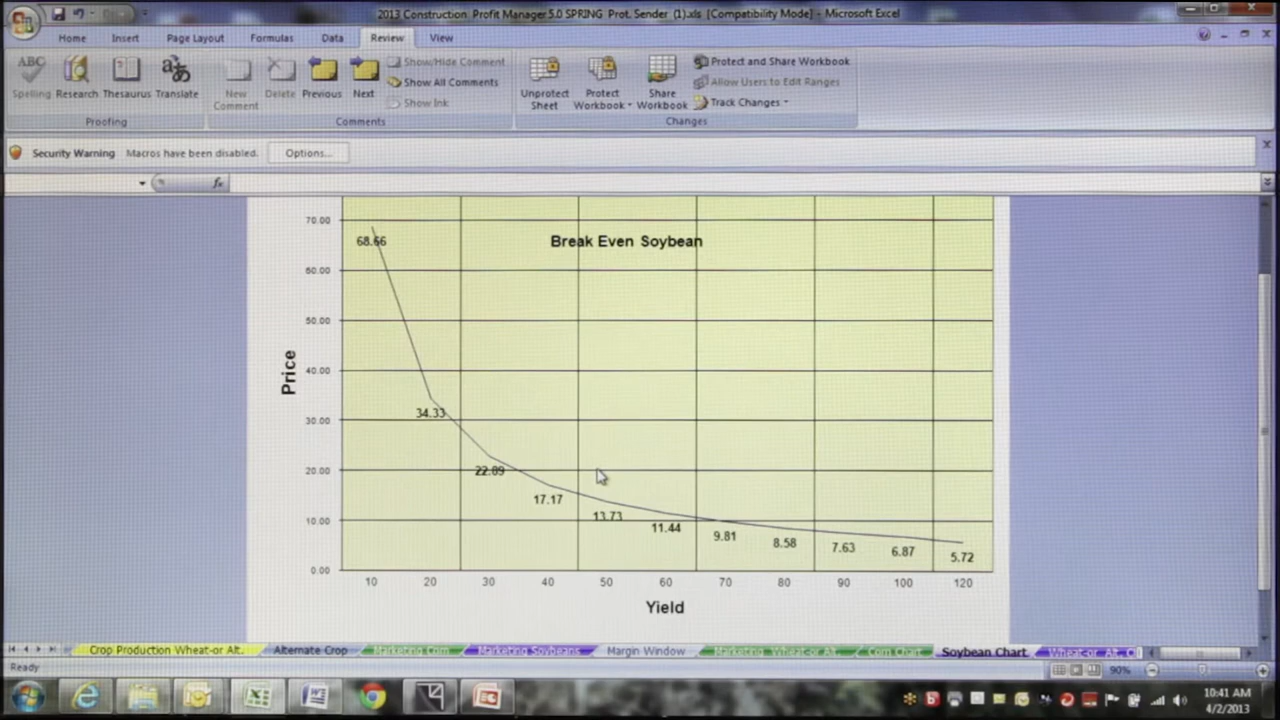 2013 Construction Profit Manager 5.0 SPRING Prot. Sender (1).xls [Compatibility Mode] - Microsoft Excel
Home Insert Page Layout Formulas Data Review View
ABC Spelling Research Thesaurus Translate
New Comment Delete Previous Next
Show/Hide Comment
Show All Comments
Show Ink
Unprotect Sheet Protect Workbook Share Workbook
Protect and Share Workbook
Allow Users to Edit Ranges
Track Changes
Proofing Comments Changes
Security Warning Macros have been disabled. Options...
fx
Break Even Soybean
Price
70.00
60.00
50.00
40.00
30.00
20.00
10.00
0.00
68.66
34.33
22.89
17.17
13.73
11.44
9.81
8.58
7.63
6.87
5.72
10 20 30 40 50 60 70 80 90 100 120
Yield
Crop Production Wheat-or Alt. Alternate Crop Marketing Corn Marketing Soybeans Margin Window Marketing Wheat-or Alt Corn Chart Soybean Chart Wheat-or Alt. C
Ready 90%
10:41 AM
4/2/2013